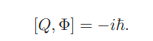 [Q, Φ] = −iħ.